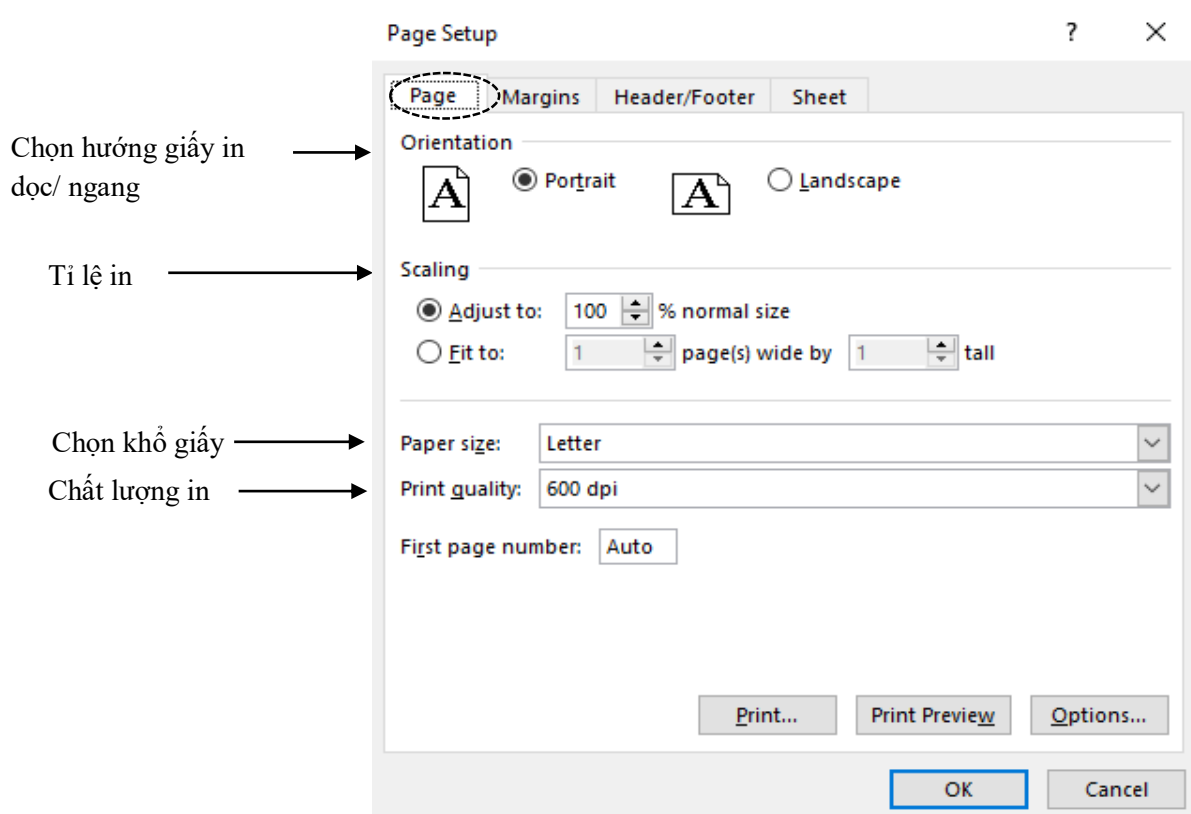 Page Setup ?
Page Margins Header/Footer Sheet
Chọn hướng giấy in
dọc/ ngang
Orientation
A Portrait A Landscape
Tỉ lệ in
Scaling
Adjust to: 100 % normal size
Fit to: 1 page(s) wide by 1 tall
Chọn khổ giấy
Paper size: Letter
Chất lượng in
Print quality: 600 dpi
First page number: Auto
Print... Print Preview Options...
OK Cancel